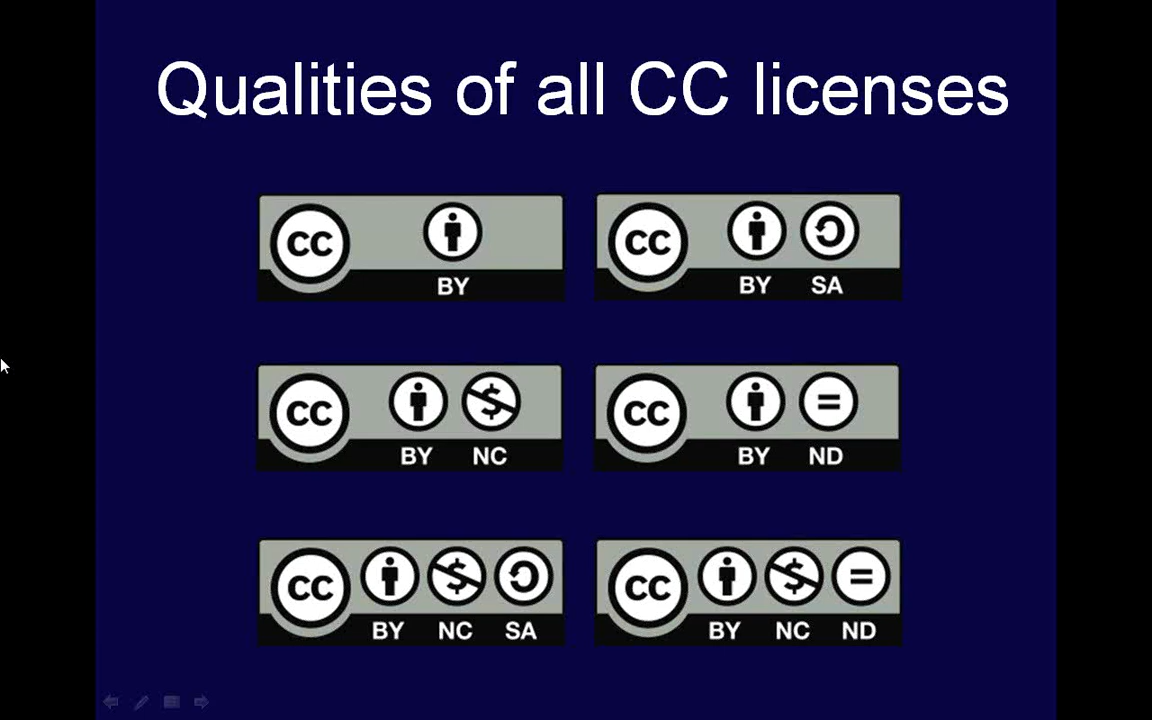 Qualities of all CC licenses
CC BY
CC BY SA
CC BY NC
CC BY ND
CC BY NC SA
CC BY NC ND